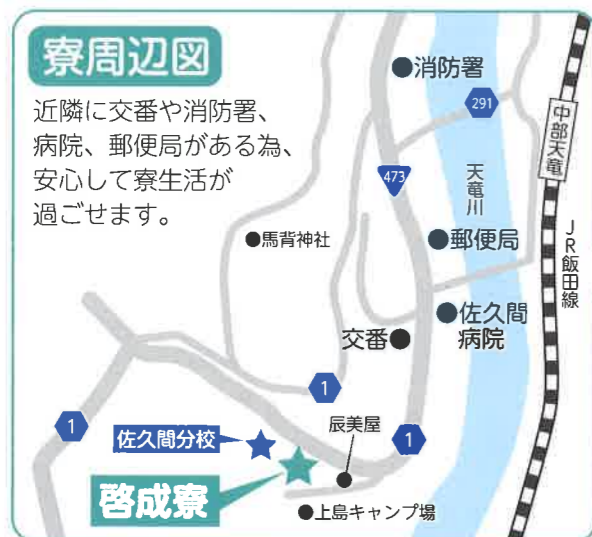 寮周辺図
近隣に交番や消防署、
病院、郵便局がある為、
安心して寮生活が
過ごせます。
消防署
291
中部天竜
473
天竜川
JR飯田線
馬背神社
郵便局
佐久間
病院
交番
1
1
佐久間分校
辰美屋
1
啓成寮
上島キャンプ場